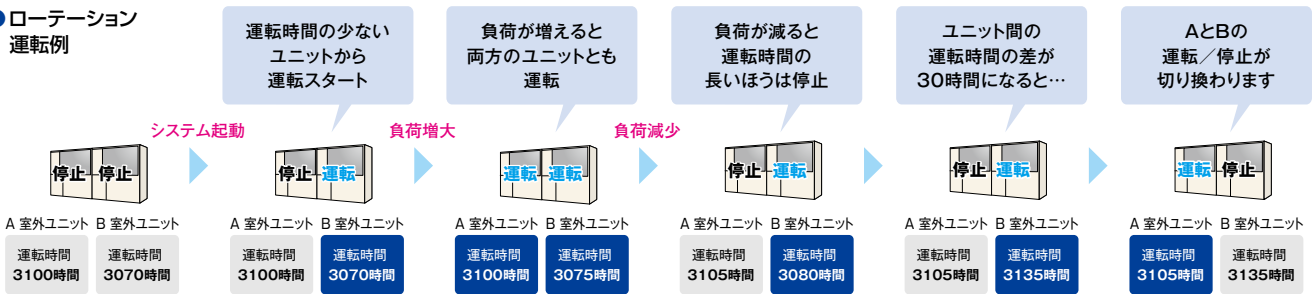 ●ローテーション
運転例
運転時間の少ない
ユニットから
運転スタート
負荷が増えると
両方のユニットとも
運転
負荷が減ると
運転時間の
長いほうは停止
ユニット間の
運転時間の差が
30時間になると…
AとBの
運転／停止が
切り換わります
システム起動
負荷増大
負荷減少
停止 停止
停止 運転
運転 運転
停止 運転
停止 運転
運転 停止
A 室外ユニット B 室外ユニット
A 室外ユニット B 室外ユニット
A 室外ユニット B 室外ユニット
A 室外ユニット B 室外ユニット
A 室外ユニット B 室外ユニット
A 室外ユニット B 室外ユニット
運転時間 運転時間
3100時間 3070時間
運転時間 運転時間
3100時間 3070時間
運転時間 運転時間
3100時間 3075時間
運転時間 運転時間
3105時間 3080時間
運転時間 運転時間
3105時間 3135時間
運転時間 運転時間
3105時間 3135時間